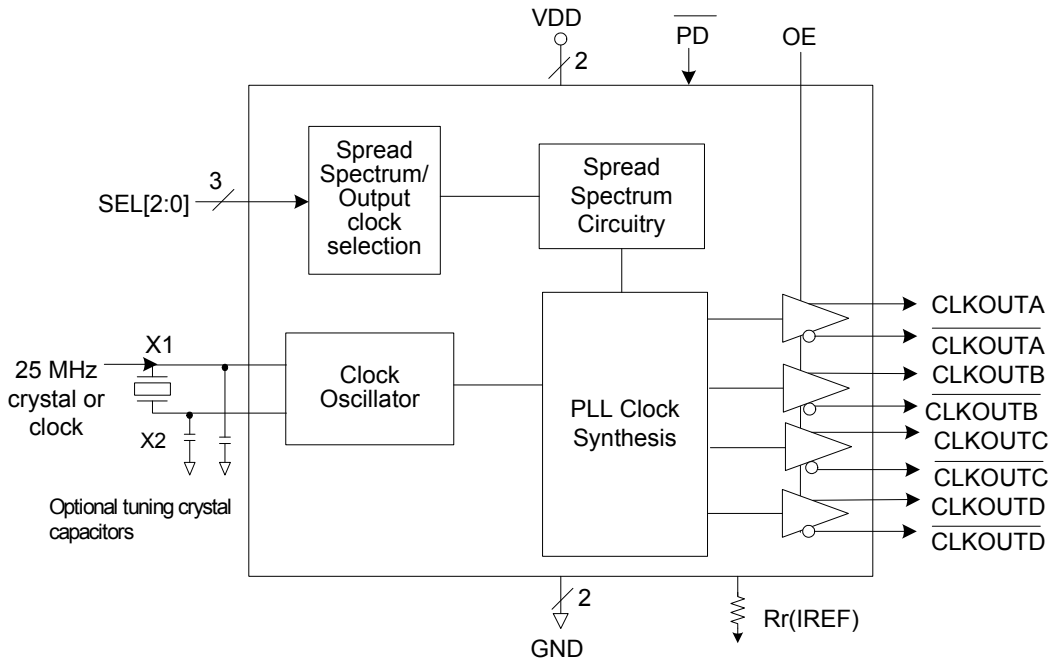 VDD
PD
OE
2
Spread
Spectrum/
Output
clock
selection
Spread
Spectrum
Circuitry
3
SEL[2:0]
CLKOUTA
CLKOUTA
CLKOUTB
CLKOUTB
CLKOUTC
CLKOUTC
CLKOUTD
CLKOUTD
X1
25 MHz
crystal or
clock
X2
Clock
Oscillator
PLL Clock
Synthesis
Optional tuning crystal
capacitors
2
GND
Rr(IREF)